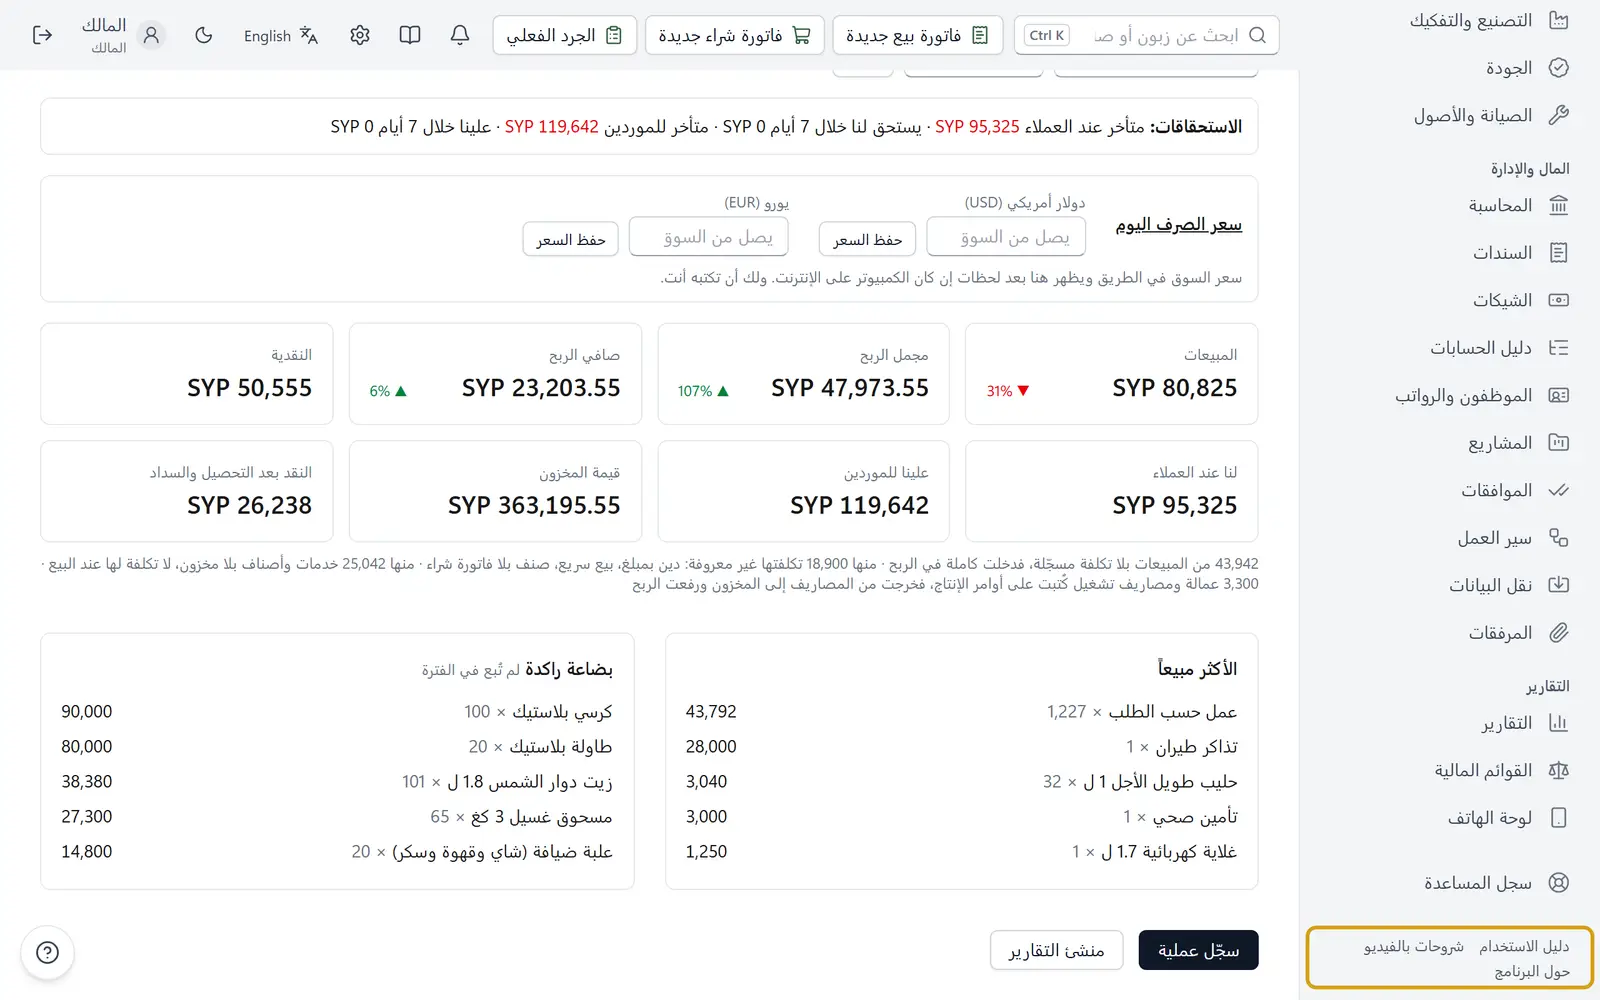 ابحث عن زبون أو صـ
Ctrl K
فاتورة بيع جديدة
فاتورة شراء جديدة
الجرد الفعلي
English
المالك
المالك
التصنيع والتفكيك
الجودة
الصيانة والأصول
المال والإدارة
المحاسبة
السندات
الشيكات
دليل الحسابات
الموظفون والرواتب
المشاريع
الموافقات
سير العمل
نقل البيانات
المرفقات
التقارير
التقارير
القوائم المالية
لوحة الهاتف
سجل المساعدة
دليل الاستخدام شروحات بالفيديو
حول البرنامج
الاستحقاقات: متأخر عند العملاء SYP 95,325 · يستحق لنا خلال 7 أيام SYP 0 · متأخر للموردين SYP 119,642 · علينا خلال 7 أيام SYP 0
سعر الصرف اليوم
دولار أمريكي (USD)
يصل من السوق
حفظ السعر
يورو (EUR)
يصل من السوق
حفظ السعر
سعر السوق في الطريق ويظهر هنا بعد لحظات إن كان الكمبيوتر على الإنترنت. ولك أن تكتبه أنت.
المبيعات
SYP 80,825
31% ▼
مجمل الربح
SYP 47,973.55
107% ▲
صافي الربح
SYP 23,203.55
6% ▲
النقدية
SYP 50,555
لنا عند العملاء
SYP 95,325
علينا للموردين
SYP 119,642
قيمة المخزون
SYP 363,195.55
النقد بعد التحصيل والسداد
SYP 26,238
43,942 من المبيعات بلا تكلفة مسجّلة، فدخلت كاملة في الربح · منها 18,900 تكلفتها غير معروفة: دين بمبلغ، بيع سريع، صنف بلا فاتورة شراء · منها 25,042 خدمات وأصناف بلا مخزون، لا تكلفة لها عند البيع ·
3,300 عمالة ومصاريف تشغيل كُتبت على أوامر الإنتاج، فخرجت من المصاريف إلى المخزون ورفعت الربح
الأكثر مبيعاً
عمل حسب الطلب × 1,227 43,792
تذاكر طيران × 1 28,000
حليب طويل الأجل 1 ل × 32 3,040
تأمين صحي × 1 3,000
غلاية كهربائية 1.7 ل × 1 1,250
بضاعة راكدة لم تُبع في الفترة
كرسي بلاستيك × 100 90,000
طاولة بلاستيك × 20 80,000
زيت دوار الشمس 1.8 ل × 101 38,380
مسحوق غسيل 3 كغ × 65 27,300
علبة ضيافة (شاي وقهوة وسكر) × 20 14,800
سجّل عملية
منشئ التقارير